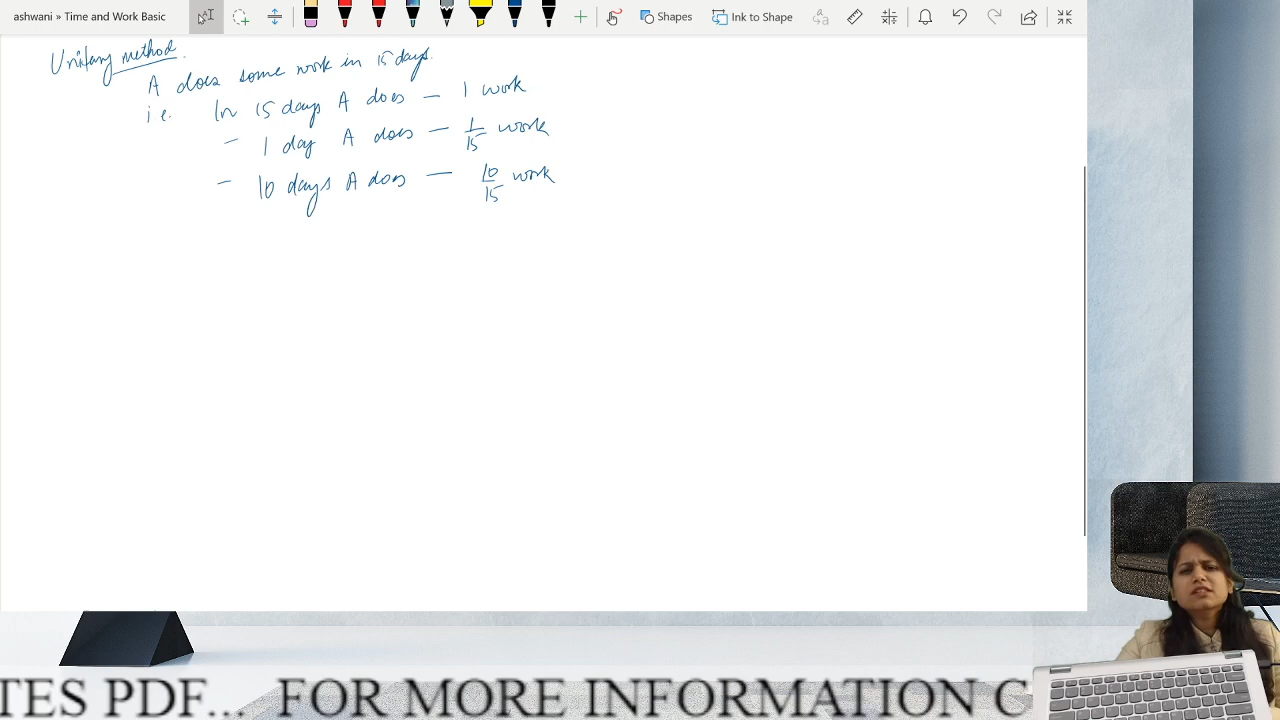 ashwani » Time and Work Basic
Shapes
Ink to Shape
Unitary method.
A does some work in 15 days.
i.e. In 15 days A does — 1 work
— 1 day A does — 1/15 work
— 10 days A does — 10/15 work
TES PDF... FOR MORE INFORMATION C